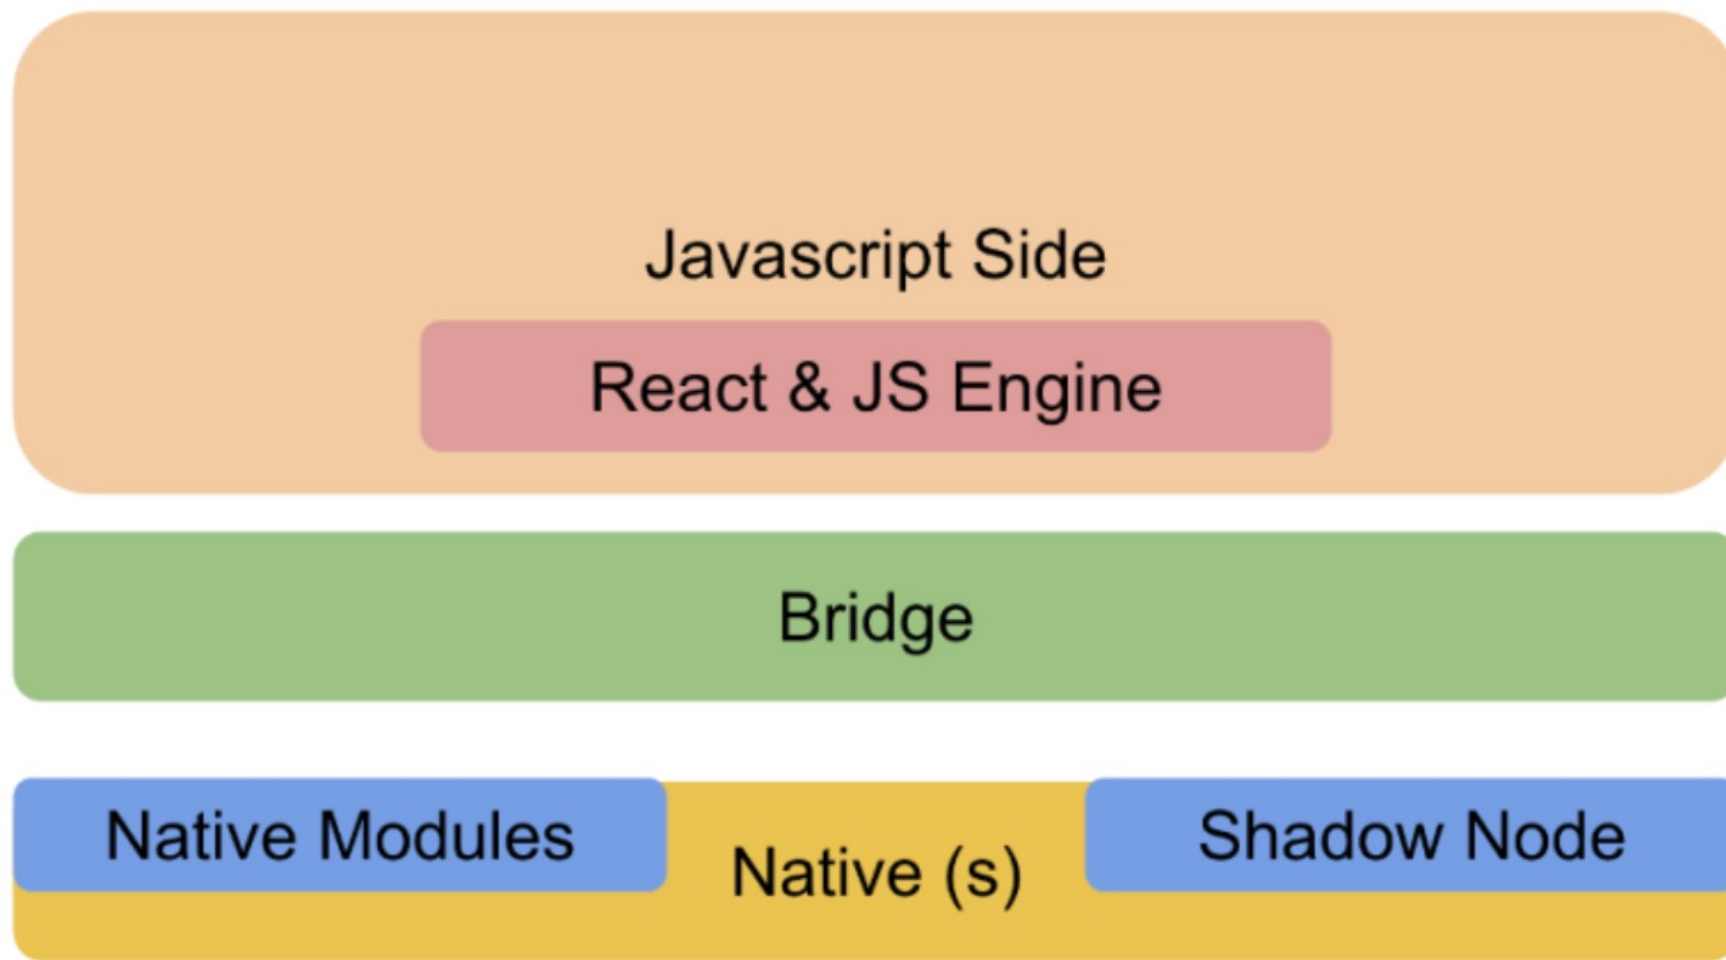 Javascript Side
React & JS Engine
Bridge
Native Modules
Native (s)
Shadow Node